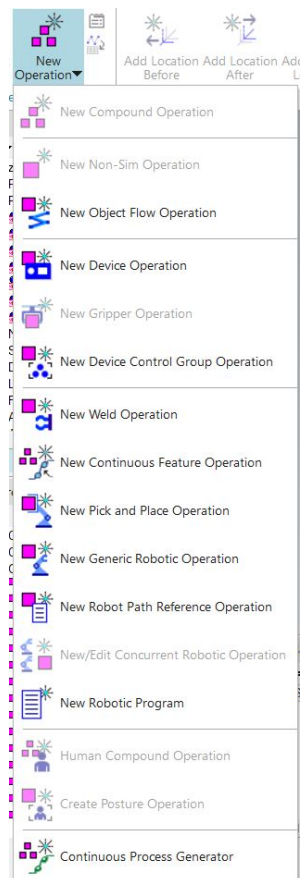 New
Operation
Add Location Add Location Add
Before After L
New Compound Operation
New Non-Sim Operation
New Object Flow Operation
New Device Operation
New Gripper Operation
New Device Control Group Operation
New Weld Operation
New Continuous Feature Operation
New Pick and Place Operation
New Generic Robotic Operation
New Robot Path Reference Operation
New/Edit Concurrent Robotic Operation
New Robotic Program
Human Compound Operation
Create Posture Operation
Continuous Process Generator